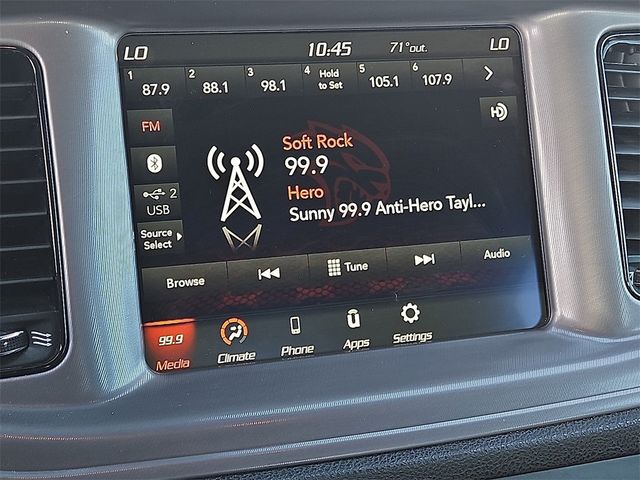 LO 10:45 71°out. LO
1 87.9 2 88.1 3 98.1 4 Hold to Set 5 105.1 6 107.9
FM
HD
Soft Rock
99.9
Hero
Sunny 99.9 Anti-Hero Tayl...
2
USB
Source
Select
Browse Tune Audio
99.9
Media Climate Phone Apps Settings